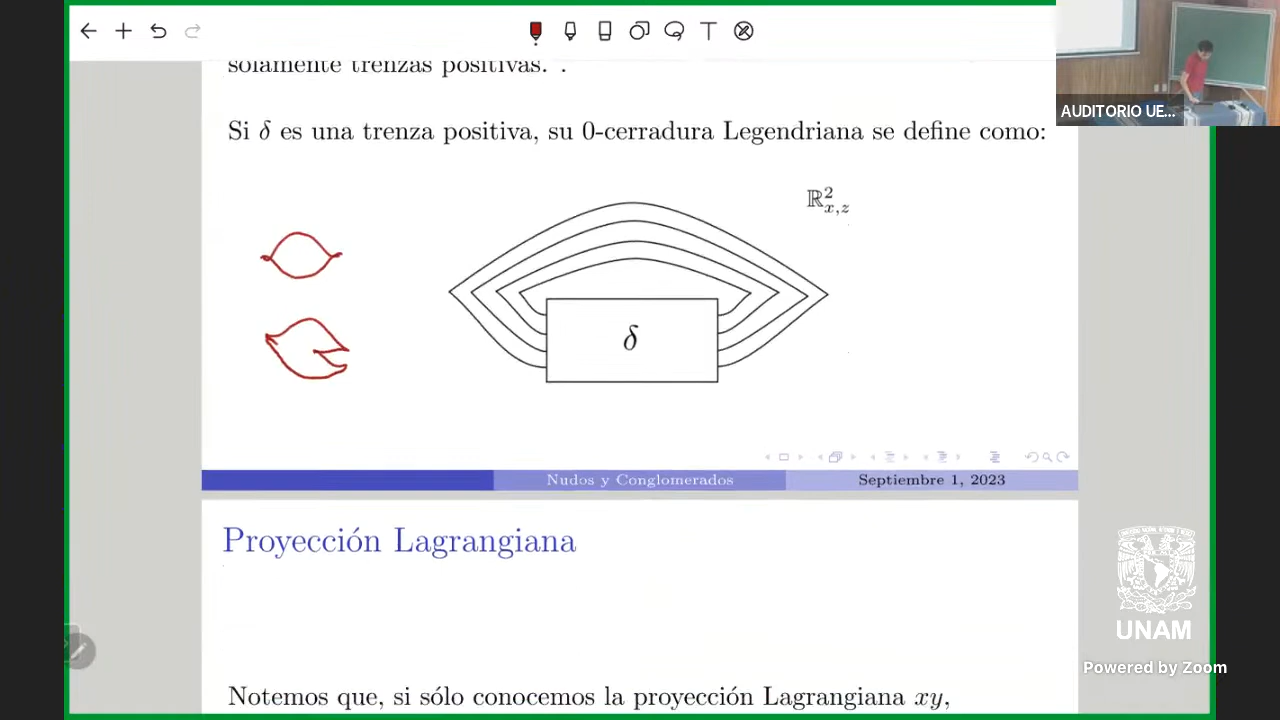 AUDITORIO UE...
solamente trenzas positivas. .
Si δ es una trenza positiva, su 0-cerradura Legendriana se define como:
ℝ²x,z
δ
Nudos y Conglomerados
Septiembre 1, 2023
Proyección Lagrangiana
UNAM
Powered by Zoom
Notemos que, si sólo conocemos la proyección Lagrangiana xy,